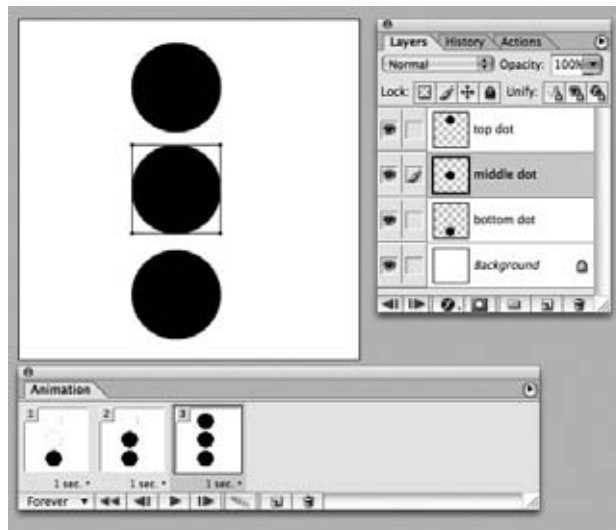 Layers History Actions
Normal Opacity: 100%
Lock: Unify:
top dot
middle dot
bottom dot
Background
Animation
1 2 3
1 sec. 1 sec. 1 sec.
Forever